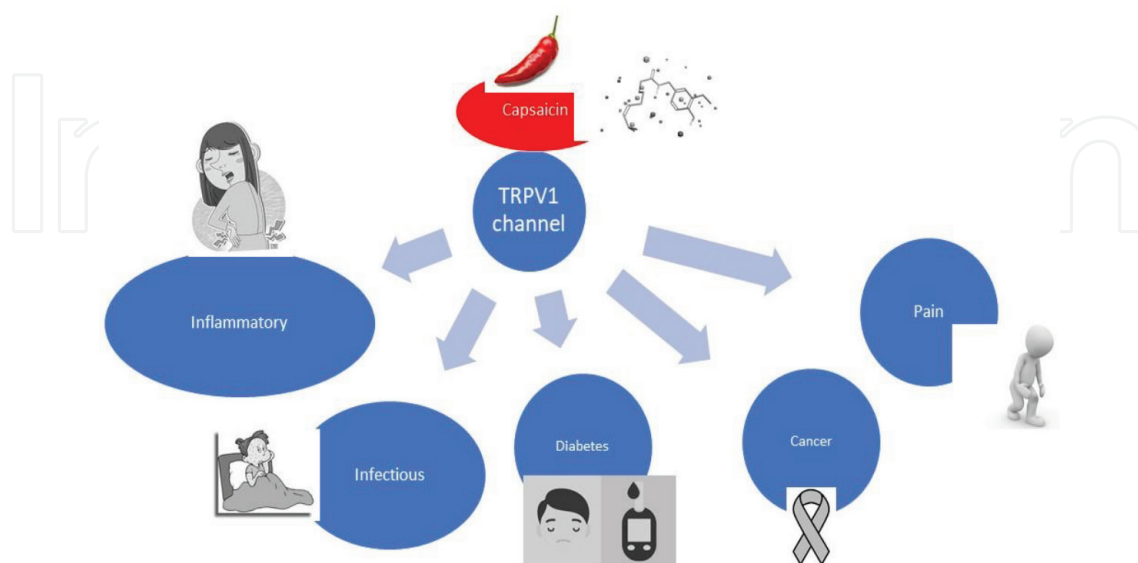 Capsaicin
TRPV1
channel
Inflammatory
Pain
Infectious
Diabetes
Cancer